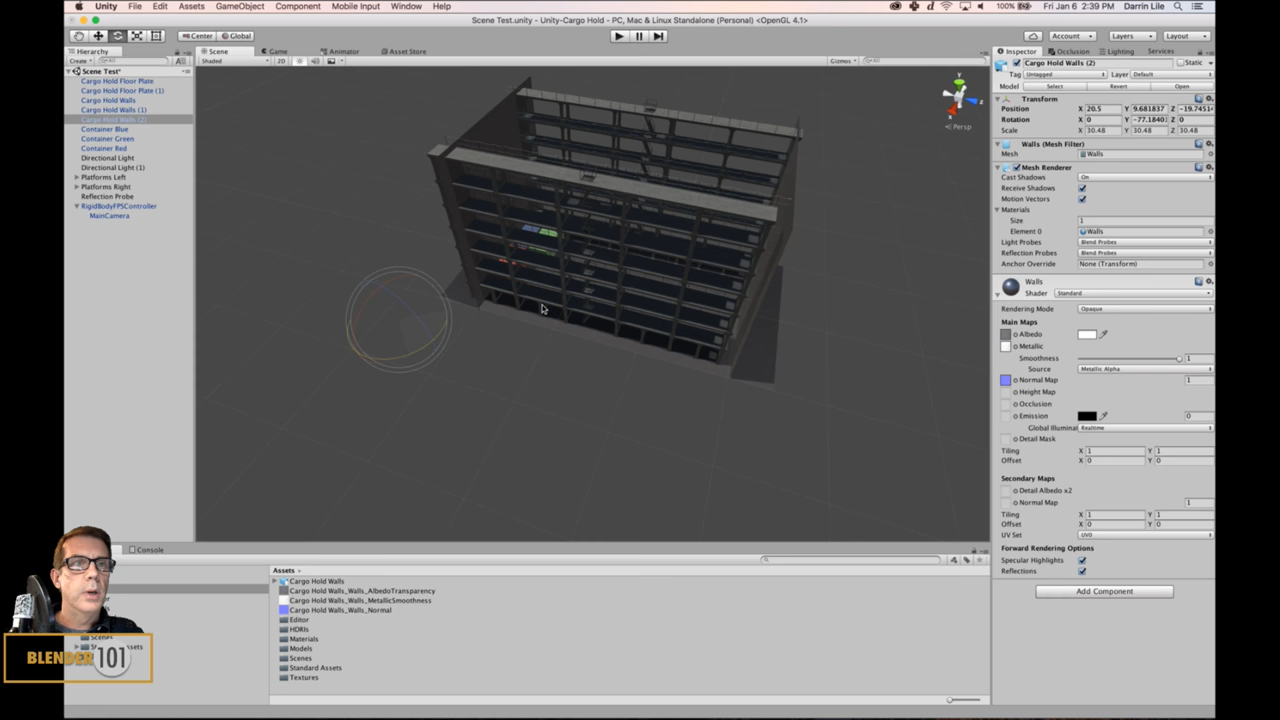 Unity File Edit Assets GameObject Component Mobile Input Window Help 100% Fri Jan 6 2:39 PM Darrin Lile
Scene Test.unity - Unity-Cargo Hold - PC, Mac & Linux Standalone (Personal) <OpenGL 4.1>
Center Global Account Layers Layout
Hierarchy Scene Game Animator Asset Store Inspector Occlusion Lighting Services
Create All Shaded 2D Gizmos All
Scene Test*
Cargo Hold Floor Plate
Cargo Hold Floor Plate (1)
Cargo Hold Walls
Cargo Hold Walls (1)
Cargo Hold Walls (2)
Container Blue
Container Green
Container Red
Directional Light
Directional Light (1)
Platforms Left
Platforms Right
Reflection Probe
RigidBodyFPSController
MainCamera
y
z
x
Persp
Cargo Hold Walls (2) Static
Tag Untagged Layer Default
Model Select Revert Open
Transform
Position X 20.5 Y 9.681837 Z -19.7451
Rotation X 0 Y -77.1840 Z 0
Scale X 30.48 Y 30.48 Z 30.48
Walls (Mesh Filter)
Mesh Walls
Mesh Renderer
Cast Shadows On
Receive Shadows
Motion Vectors
Materials
Size 1
Element 0 Walls
Light Probes Blend Probes
Reflection Probes Blend Probes
Anchor Override None (Transform)
Walls
Shader Standard
Rendering Mode Opaque
Main Maps
Albedo
Metallic
Smoothness 1
Source Metallic Alpha
Normal Map 1
Height Map
Occlusion
Emission 0
Global Illuminat Realtime
Detail Mask
Tiling X 1 Y 1
Offset X 0 Y 0
Secondary Maps
Detail Albedo x2
Normal Map 1
Tiling X 1 Y 1
Offset X 0 Y 0
UV Set UV0
Forward Rendering Options
Specular Highlights
Reflections
Add Component
Console
Assets
Cargo Hold Walls
Cargo Hold Walls_Walls_AlbedoTransparency
Cargo Hold Walls_Walls_MetallicSmoothness
Cargo Hold Walls_Walls_Normal
Editor
HDRIs
Materials
Models
Scenes
Standard Assets
Textures
Scenes
BLENDER 101